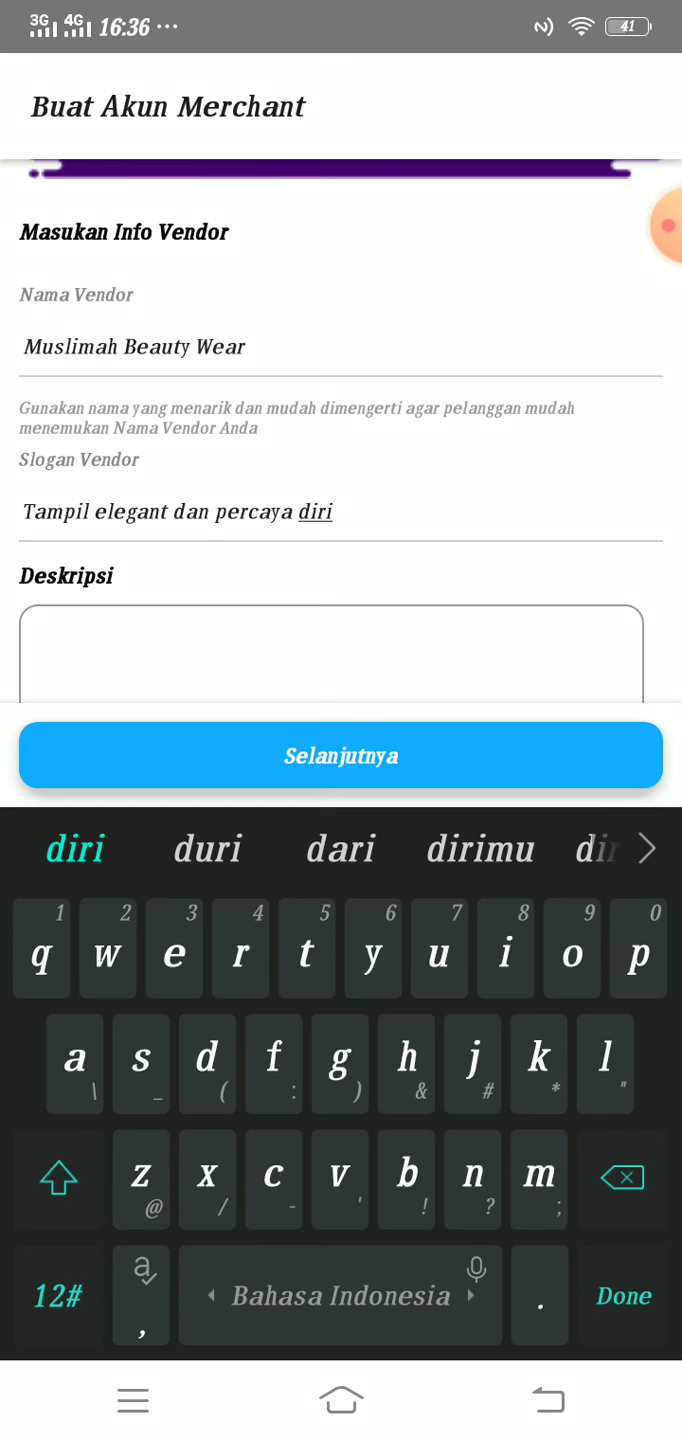 3G 4G 16:36 ··· 41
Buat Akun Merchant
Masukan Info Vendor
Nama Vendor
Muslimah Beauty Wear
Gunakan nama yang menarik dan mudah dimengerti agar pelanggan mudah
menemukan Nama Vendor Anda
Slogan Vendor
Tampil elegant dan percaya diri
Deskripsi
Selanjutnya
diri duri dari dirimu
1 2 3 4 5 6 7 8 9 0
q w e r t y u i o p
a s d f g h j k l
\ _ ( : ) & # * "
z x c v b n m
@ / - ' ! ? ;
12# , Bahasa Indonesia . Done